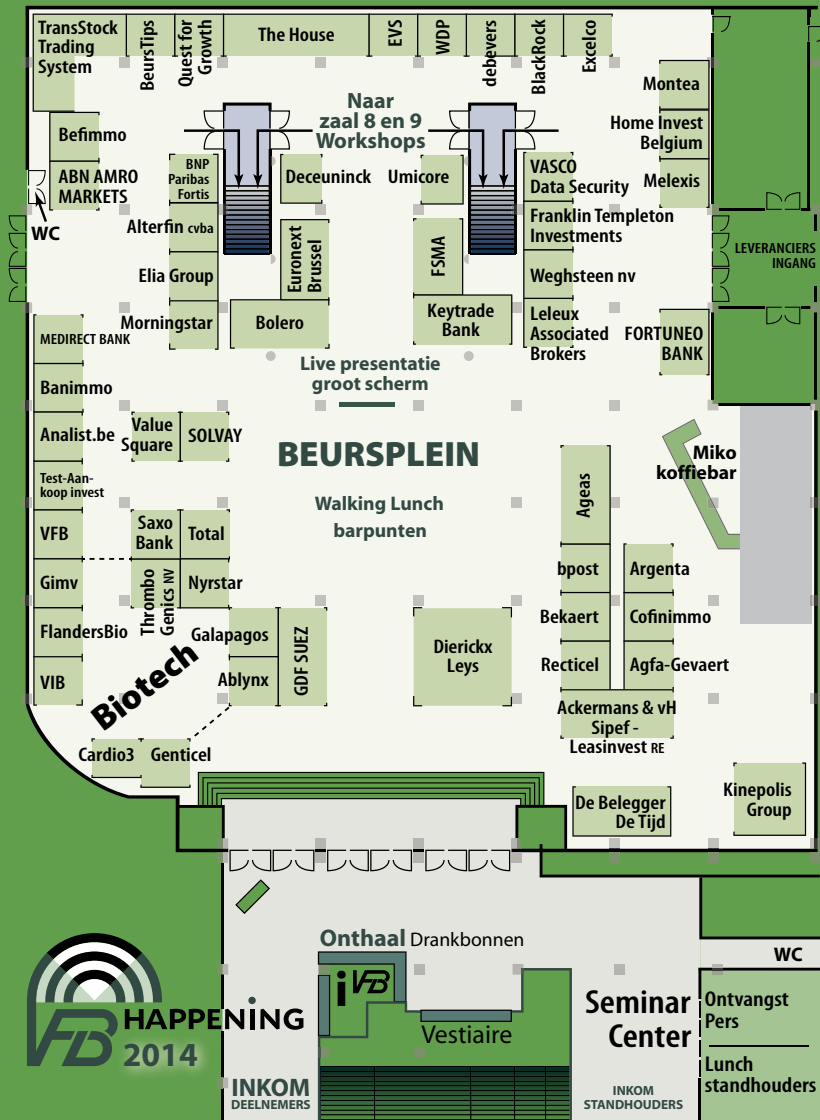 TransStock
Trading
System
BeursTips
Quest for
Growth
The House
EVS
WDP
debevers
BlackRock
Excelco
Montea
Home Invest
Belgium
Melexis
Befimmo
ABN AMRO
MARKETS
WC
Naar
zaal 8 en 9
Workshops
BNP
Paribas
Fortis
Deceuninck
Umicore
VASCO
Data Security
Alterfin cvba
Euronext
Brussel
FSMA
Franklin Templeton
Investments
LEVERANCIERS
INGANG
Elia Group
Weghsteen nv
Morningstar
Bolero
Keytrade
Bank
Leleux
Associated
Brokers
FORTUNEO
BANK
MEDIRECT BANK
Live presentatie
groot scherm
Banimmo
Analist.be
Value
Square
SOLVAY
BEURSPLEIN
Miko
koffiebar
Test-Aan-
koop invest
Walking Lunch
barpunten
Ageas
VFB
Saxo
Bank
Total
Gimv
Thrombo
Genics NV
Nyrstar
bpost
Argenta
FlandersBio
Galapagos
GDF SUEZ
Dierickx
Leys
Bekaert
Cofinimmo
VIB
Biotech
Ablynx
Recticel
Agfa-Gevaert
Ackermans & vH
Sipef -
Leasinvest RE
Cardio3
Genticel
De Belegger
De Tijd
Kinepolis
Group
Onthaal Drankbonnen
WC
i VFB
Vestiaire
Seminar
Center
Ontvangst
Pers
Lunch
standhouders
VFB HAPPENING
2014
INKOM
DEELNEMERS
INKOM
STANDHOUDERS